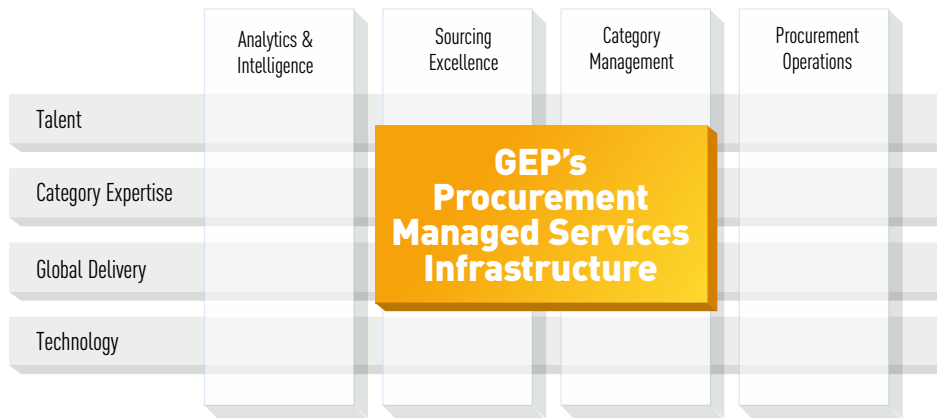 Analytics &
Intelligence
Sourcing
Excellence
Category
Management
Procurement
Operations
Talent
Category Expertise
Global Delivery
Technology
GEP's
Procurement
Managed Services
Infrastructure